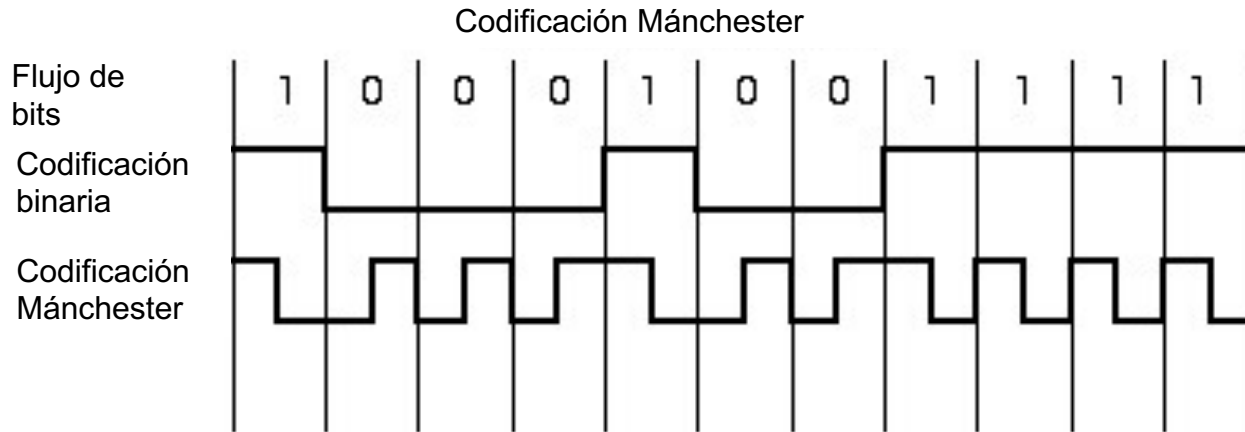 Codificación Mánchester
Flujo de
bits
1 0 0 0 1 0 0 1 1 1 1
Codificación
binaria
Codificación
Mánchester